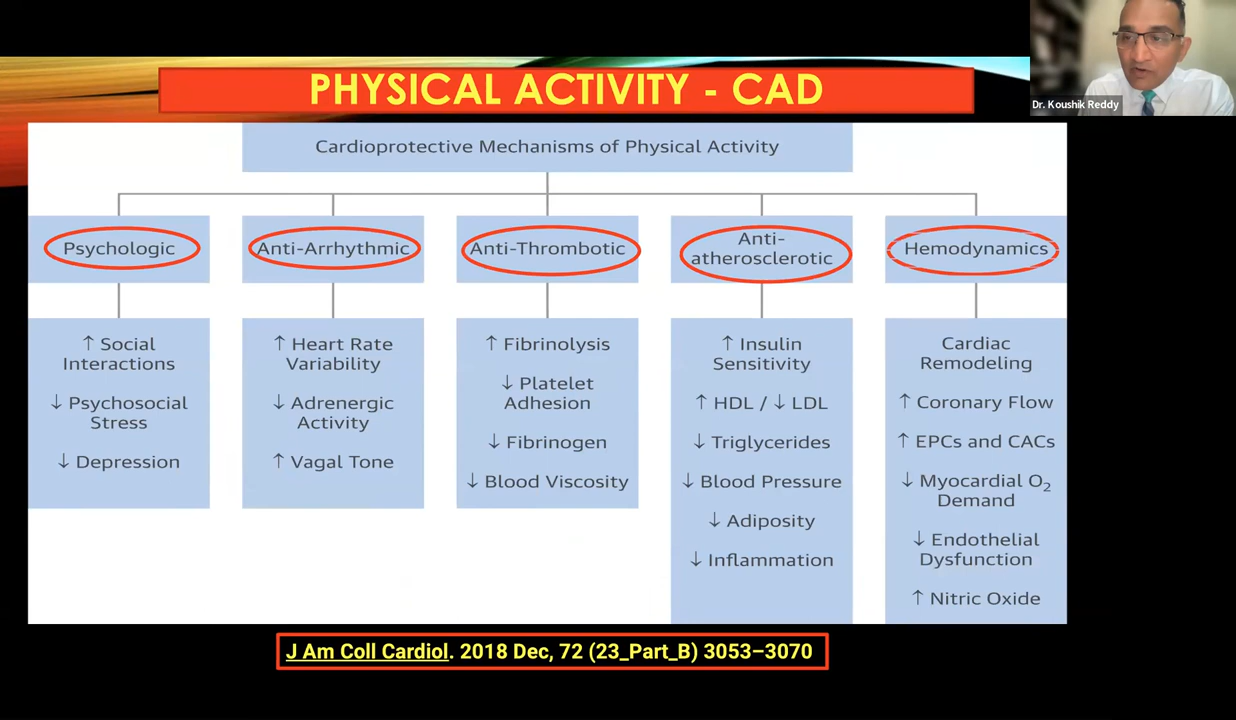 PHYSICAL ACTIVITY - CAD
Dr. Koushik Reddy
Cardioprotective Mechanisms of Physical Activity
Psychologic
↑ Social
Interactions
↓ Psychosocial
Stress
↓ Depression
Anti-Arrhythmic
↑ Heart Rate
Variability
↓ Adrenergic
Activity
↑ Vagal Tone
Anti-Thrombotic
↑ Fibrinolysis
↓ Platelet
Adhesion
↓ Fibrinogen
↓ Blood Viscosity
Anti-
atherosclerotic
↑ Insulin
Sensitivity
↑ HDL / ↓ LDL
↓ Triglycerides
↓ Blood Pressure
↓ Adiposity
↓ Inflammation
Hemodynamics
Cardiac
Remodeling
↑ Coronary Flow
↑ EPCs and CACs
↓ Myocardial O₂
Demand
↓ Endothelial
Dysfunction
↑ Nitric Oxide
J Am Coll Cardiol. 2018 Dec, 72 (23_Part_B) 3053–3070